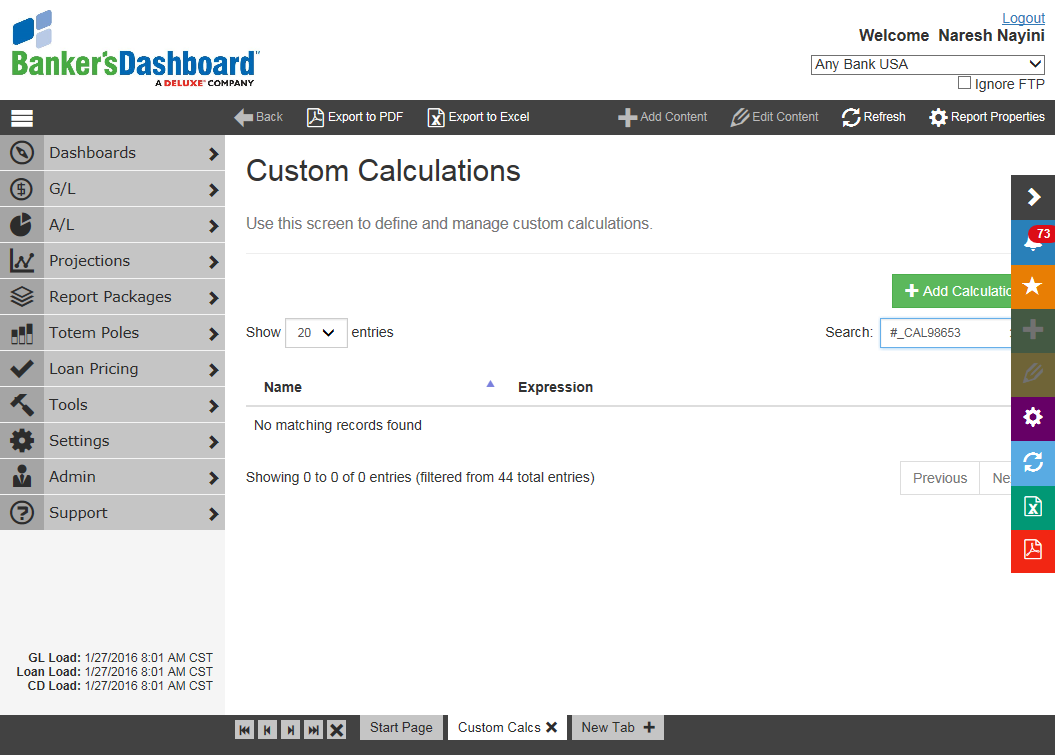 Logout
Welcome Naresh Nayini
Banker'sDashboard
A DELUXE COMPANY
Any Bank USA
Ignore FTP
Back Export to PDF Export to Excel Add Content Edit Content Refresh Report Properties
Dashboards
G/L
A/L
Projections
Report Packages
Totem Poles
Loan Pricing
Tools
Settings
Admin
Support
Custom Calculations
Use this screen to define and manage custom calculations.
73
Add Calculatio
Show 20 entries Search: #_CAL98653
Name Expression
No matching records found
Showing 0 to 0 of 0 entries (filtered from 44 total entries) Previous Ne
GL Load: 1/27/2016 8:01 AM CST
Loan Load: 1/27/2016 8:01 AM CST
CD Load: 1/27/2016 8:01 AM CST
Start Page Custom Calcs New Tab